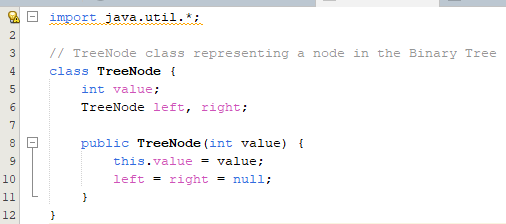 1 import java.util.*;
2
3 // TreeNode class representing a node in the Binary Tree
4 class TreeNode {
5     int value;
6     TreeNode left, right;
7
8     public TreeNode(int value) {
9         this.value = value;
10         left = right = null;
11     }
12 }